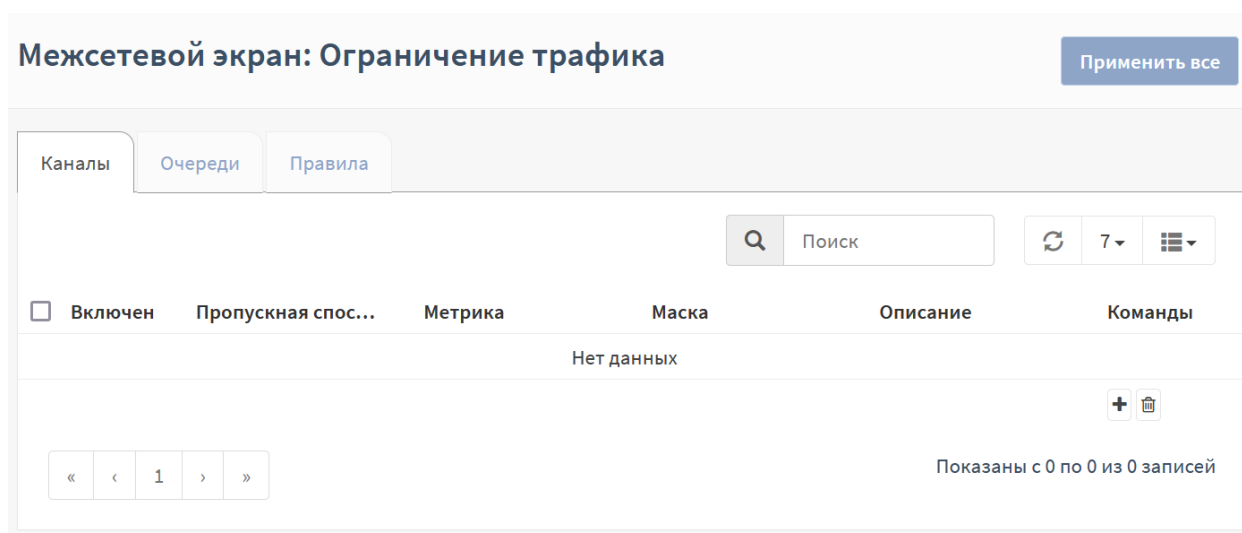 Межсетевой экран: Ограничение трафика
Применить все
Каналы Очереди Правила
Поиск 7
Включен Пропускная спос... Метрика Маска Описание Команды
Нет данных
« ‹ 1 › »
Показаны с 0 по 0 из 0 записей